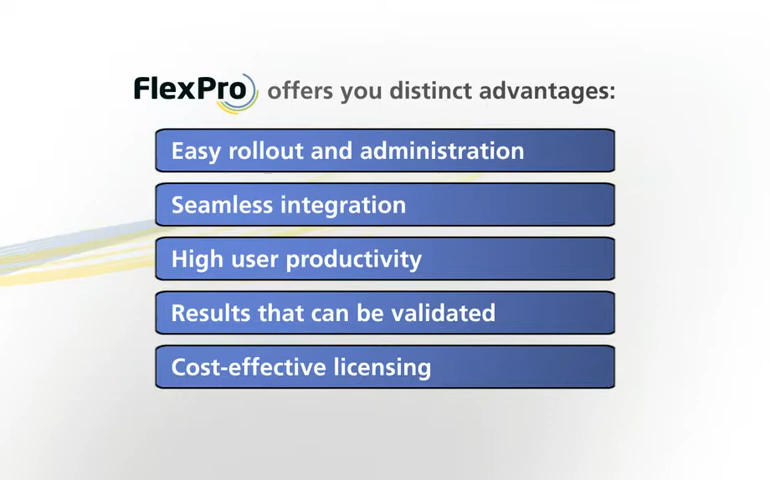 FlexPro offers you distinct advantages:
Easy rollout and administration
Seamless integration
High user productivity
Results that can be validated
Cost-effective licensing